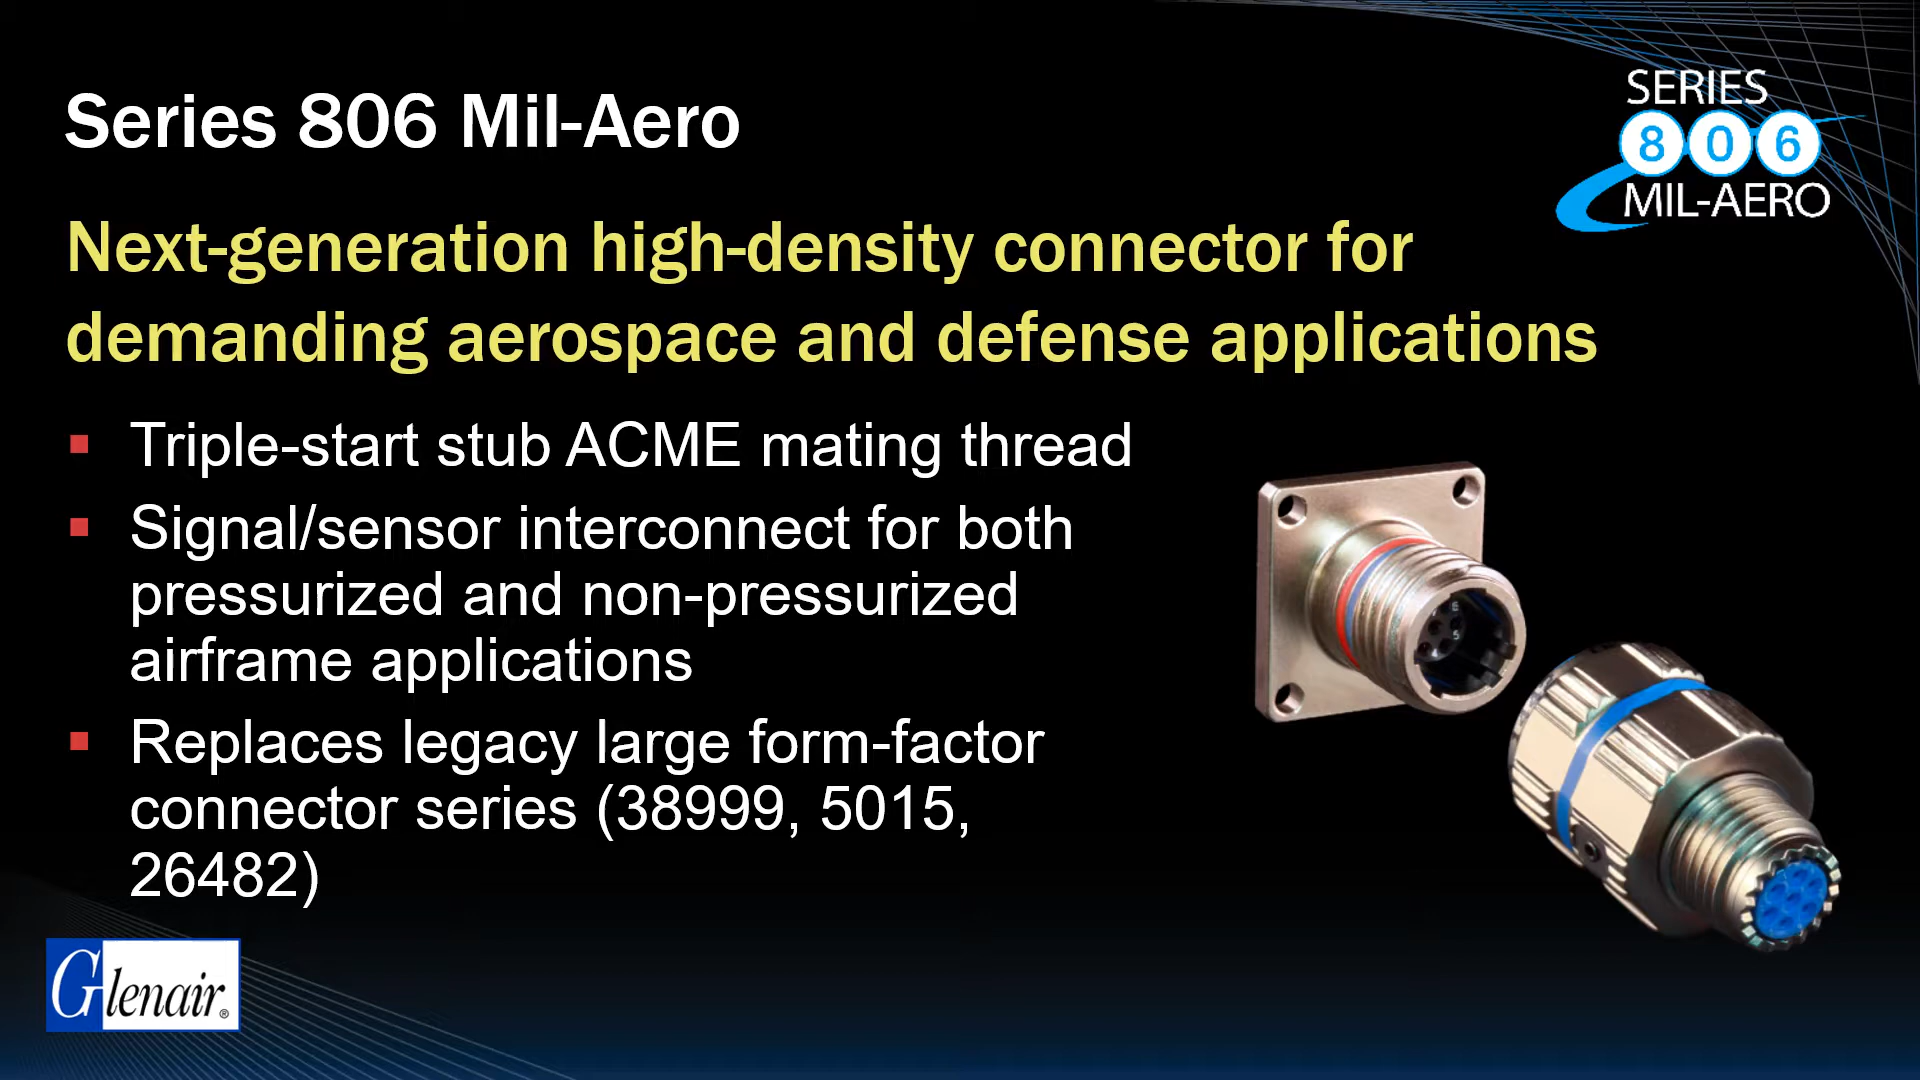 Series 806 Mil-Aero
SERIES
806
MIL-AERO
Next-generation high-density connector for
demanding aerospace and defense applications
Triple-start stub ACME mating thread
Signal/sensor interconnect for both
pressurized and non-pressurized
airframe applications
Replaces legacy large form-factor
connector series (38999, 5015,
26482)
Glenair®